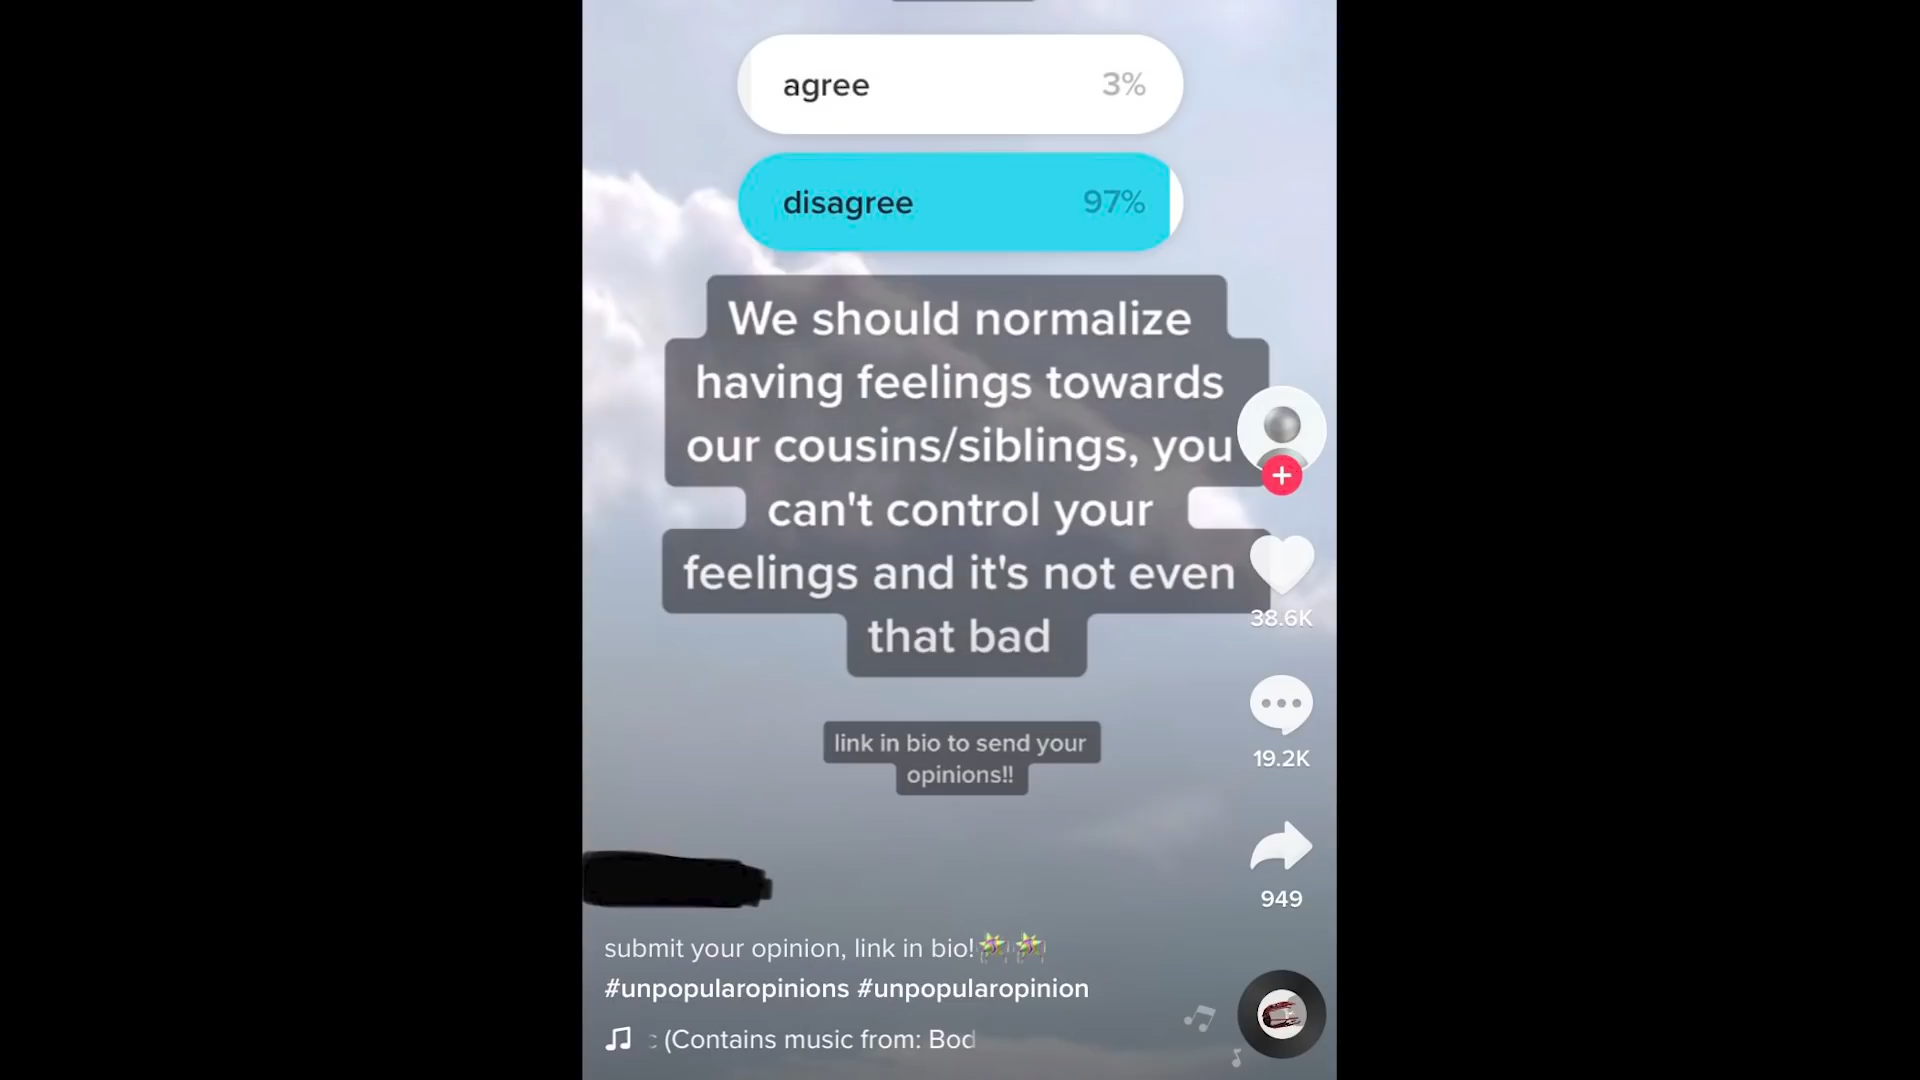 agree 3%
disagree 97%
We should normalize
having feelings towards
our cousins/siblings, you
can't control your
feelings and it's not even
that bad
38.6K
19.2K
949
link in bio to send your
opinions!!
submit your opinion, link in bio!
#unpopularopinions #unpopularopinion
(Contains music from: Bod